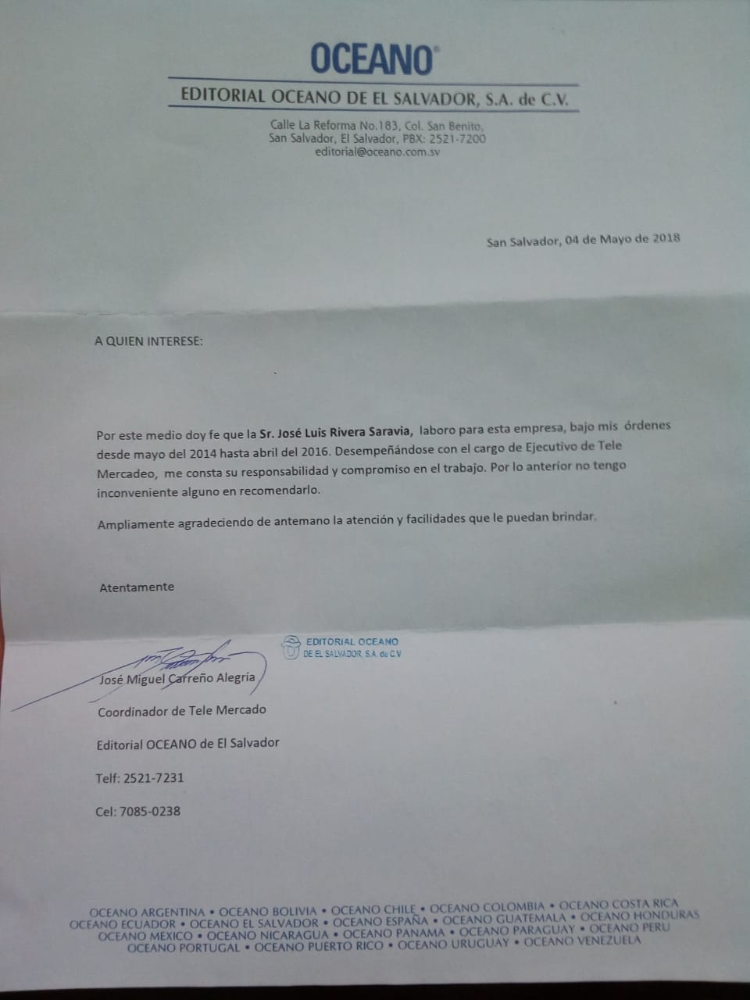 OCEANO®
EDITORIAL OCEANO DE EL SALVADOR, S.A. de C.V.
Calle La Reforma No.183, Col. San Benito,
San Salvador, El Salvador, PBX: 2521-7200
editorial@oceano.com.sv
San Salvador, 04 de Mayo de 2018
A QUIEN INTERESE:
Por este medio doy fe que la Sr. José Luis Rivera Saravia, laboro para esta empresa, bajo mis órdenes
desde mayo del 2014 hasta abril del 2016. Desempeñándose con el cargo de Ejecutivo de Tele
Mercadeo, me consta su responsabilidad y compromiso en el trabajo. Por lo anterior no tengo
inconveniente alguno en recomendarlo.
Ampliamente agradeciendo de antemano la atención y facilidades que le puedan brindar.
Atentamente
EDITORIAL OCEANO
DE EL SALVADOR, S.A. de C.V
José Miguel Carreño Alegría
Coordinador de Tele Mercado
Editorial OCEANO de El Salvador
Telf: 2521-7231
Cel: 7085-0238
OCEANO ARGENTINA • OCEANO BOLIVIA • OCEANO CHILE • OCEANO COLOMBIA • OCEANO COSTA RICA
OCEANO ECUADOR • OCEANO EL SALVADOR • OCEANO ESPAÑA • OCEANO GUATEMALA • OCEANO HONDURAS
OCEANO MEXICO • OCEANO NICARAGUA • OCEANO PANAMA • OCEANO PARAGUAY • OCEANO PERU
OCEANO PORTUGAL • OCEANO PUERTO RICO • OCEANO URUGUAY • OCEANO VENEZUELA